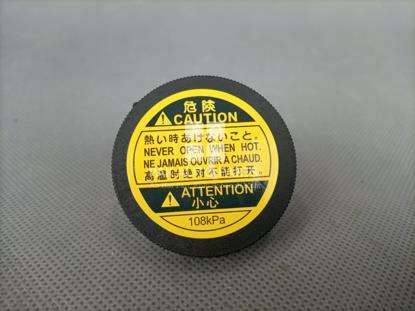 危険
CAUTION
熱い時あけないこと。
NEVER OPEN WHEN HOT.
NE JAMAIS OUVRIR À CHAUD.
高温时绝对不能打开。
ATTENTION
小心
108kPa